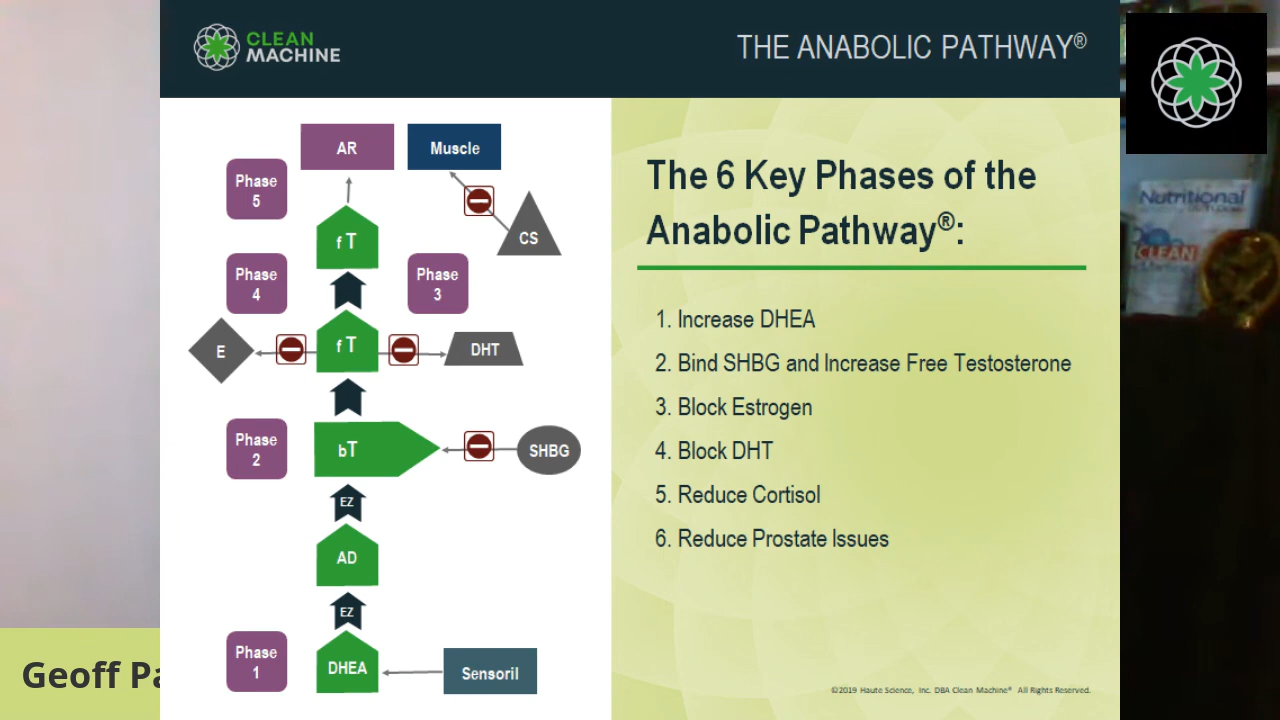 CLEAN
MACHINE
THE ANABOLIC PATHWAY®
AR
Muscle
Phase
5
CS
f T
Phase
4
Phase
3
E
f T
DHT
Phase
2
bT
SHBG
EZ
AD
EZ
Phase
1
DHEA
Sensoril
The 6 Key Phases of the
Anabolic Pathway®:
1. Increase DHEA
2. Bind SHBG and Increase Free Testosterone
3. Block Estrogen
4. Block DHT
5. Reduce Cortisol
6. Reduce Prostate Issues
©2019 Haute Science, Inc. DBA Clean Machine® All Rights Reserved.
Nutritional
CLEAN
Geoff Pa